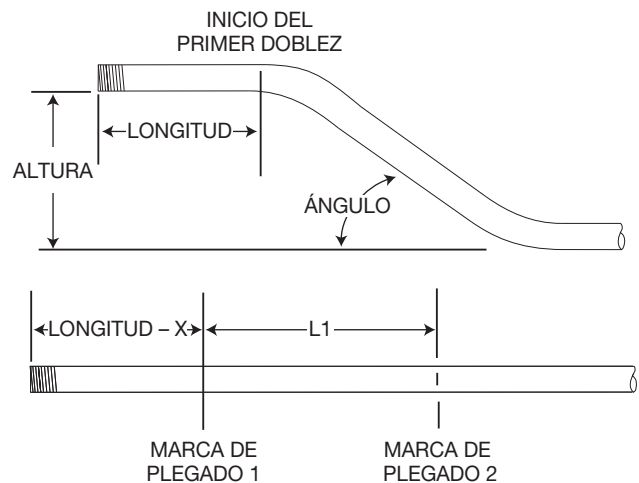 INICIO DEL
PRIMER DOBLEZ
LONGITUD
ALTURA
ÁNGULO
LONGITUD – X
L1
MARCA DE
PLEGADO 1
MARCA DE
PLEGADO 2